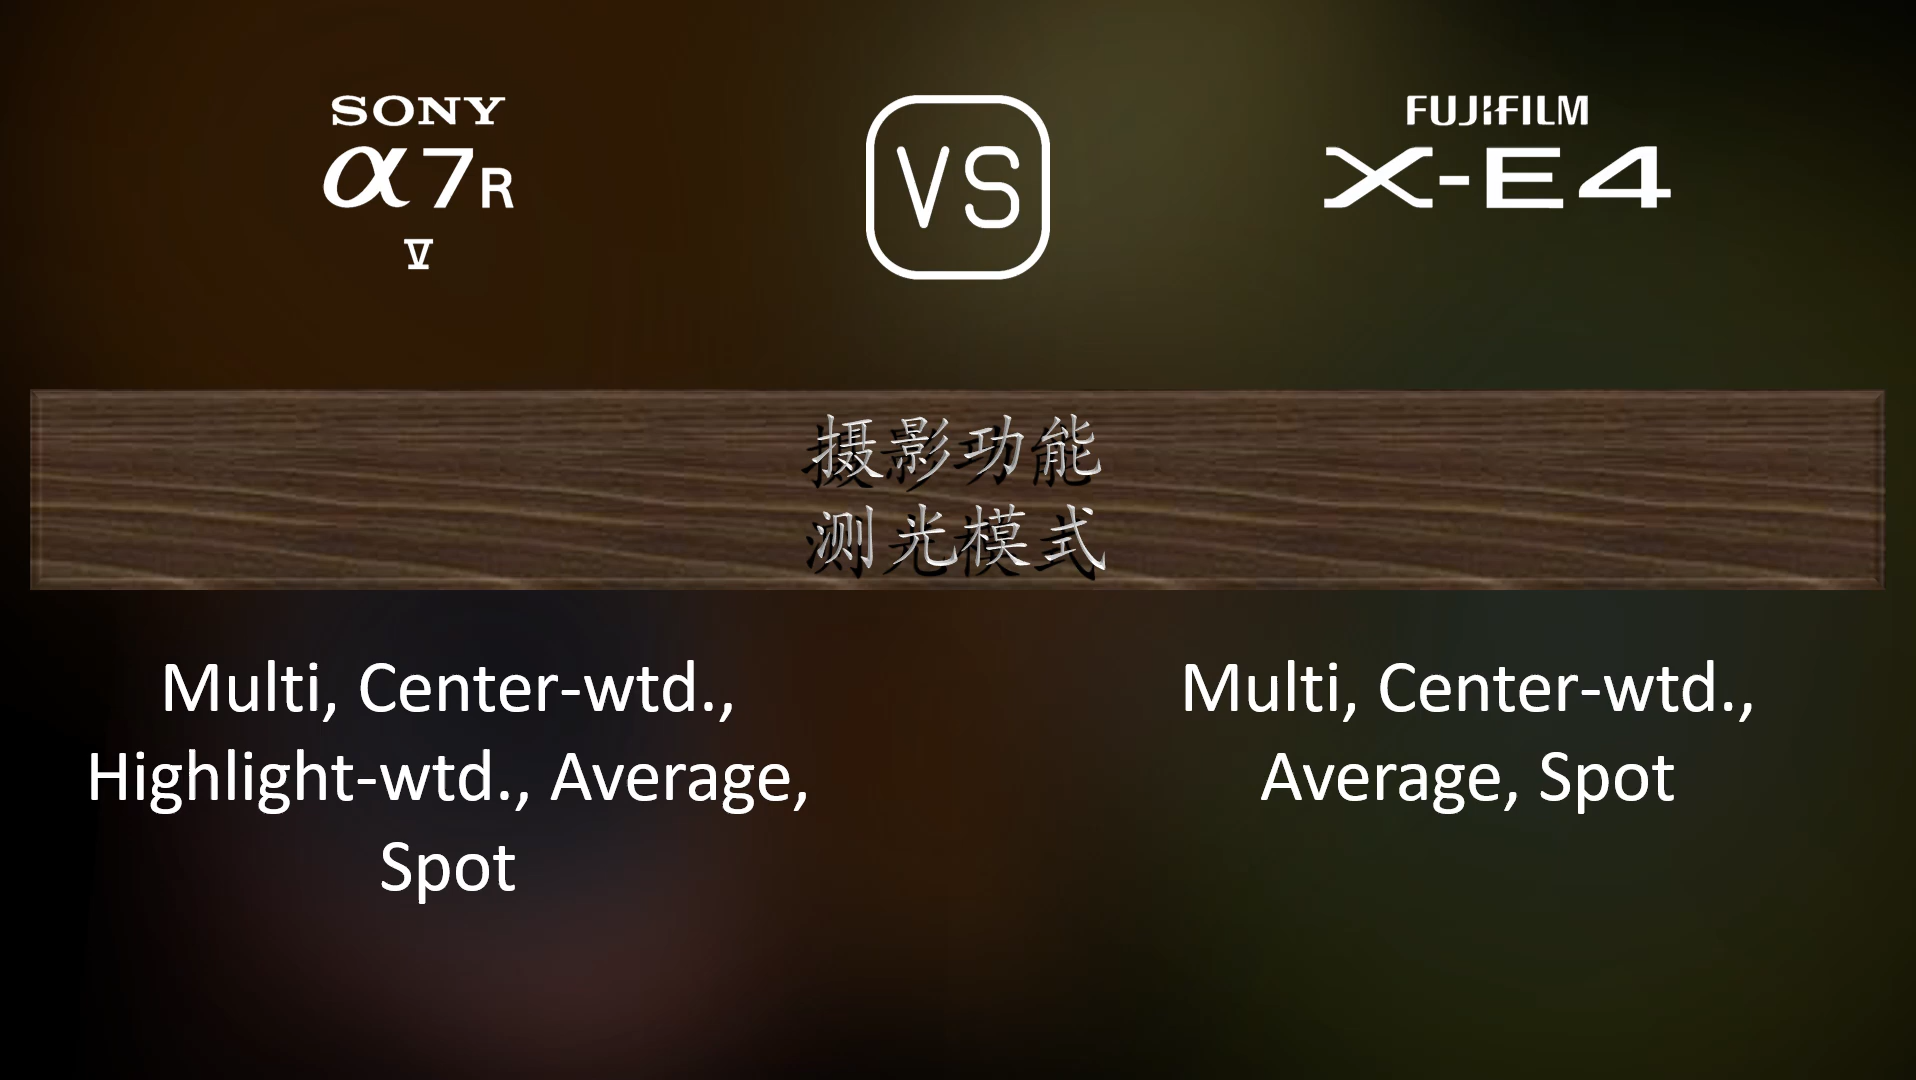 SONY
α7R
V
VS
FUJIFILM
X-E4
摄影功能
测光模式
Multi, Center-wtd.,
Highlight-wtd., Average,
Spot
Multi, Center-wtd.,
Average, Spot